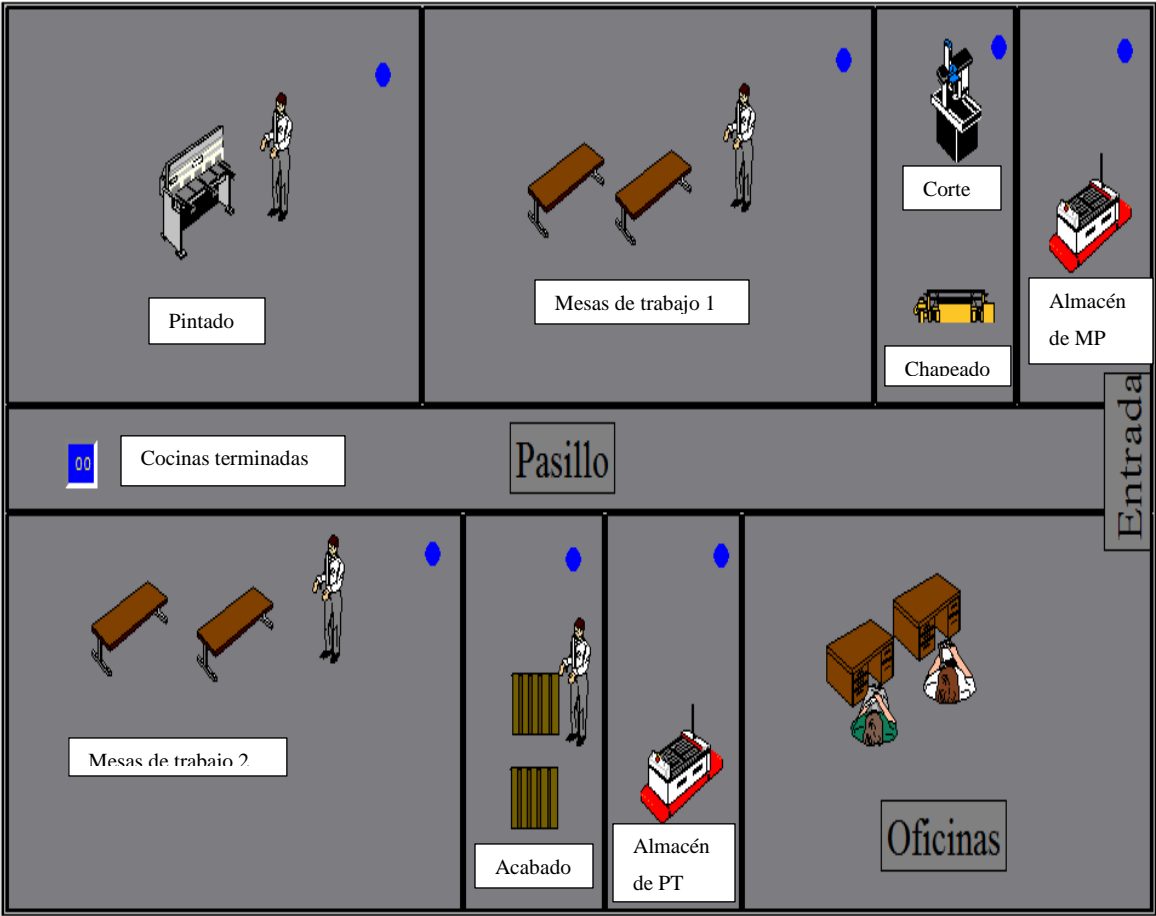 Corte
Pintado
Mesas de trabajo 1
Chapeado
Almacén
de MP
Entrada
00
Cocinas terminadas
Pasillo
Mesas de trabajo 2
Acabado
Almacén
de PT
Oficinas